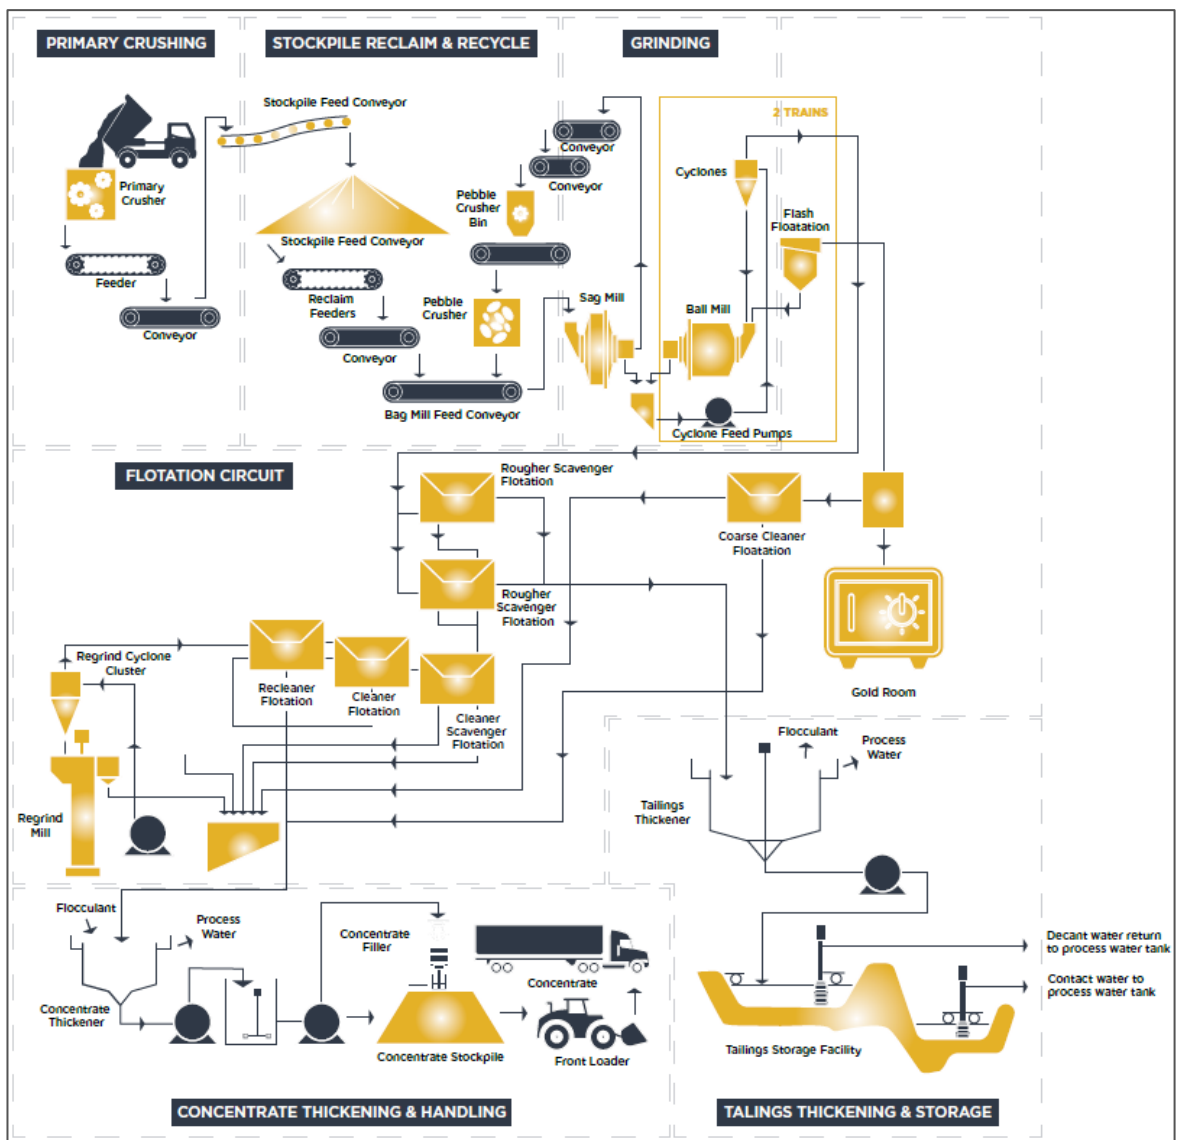 PRIMARY CRUSHING
STOCKPILE RECLAIM & RECYCLE
GRINDING
Stockpile Feed Conveyor
2 TRAINS
Conveyor
Cyclones
Conveyor
Primary
Crusher
Pebble
Crusher
Bin
Flash
Floatation
Stockpile Feed Conveyor
Feeder
Reclaim
Feeders
Pebble
Crusher
Sag Mill
Ball Mill
Conveyor
Conveyor
Bag Mill Feed Conveyor
Cyclone Feed Pumps
FLOTATION CIRCUIT
Rougher Scavenger
Flotation
Coarse Cleaner
Floatation
Rougher
Scavenger
Flotation
Regrind Cyclone
Cluster
Recleaner
Flotation
Cleaner
Flotation
Cleaner
Scavenger
Flotation
Gold Room
Flocculant
Process
Water
Tailings
Thickener
Regrind
Mill
Flocculant
Process
Water
Concentrate
Filler
Concentrate
Concentrate
Thickener
Concentrate Stockpile
Front Loader
Decant water return
to process water tank
Contact water to
process water tank
Tailings Storage Facility
CONCENTRATE THICKENING & HANDLING
TALINGS THICKENING & STORAGE